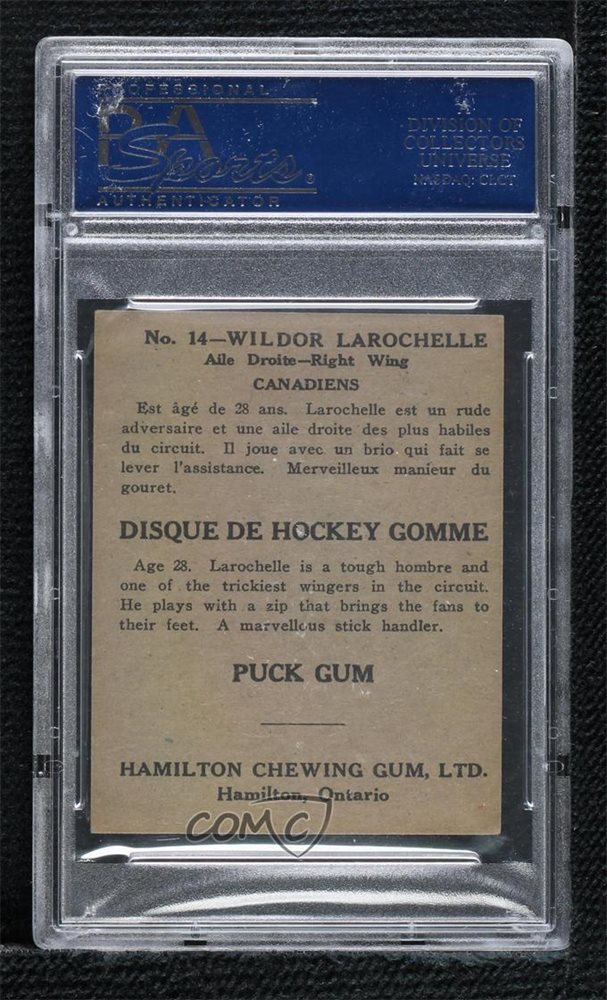 PROFESSIONAL
PSA
Sports
AUTHENTICATOR
DIVISION OF
COLLECTORS
UNIVERSE
NASDAQ: CLCT
No. 14—WILDOR LAROCHELLE
Aile Droite—Right Wing
CANADIENS
Est âgé de 28 ans. Larochelle est un rude
adversaire et une aile droite des plus habiles
du circuit. Il joue avec un brio qui fait se
lever l'assistance. Merveilleux manieur du
gouret.
DISQUE DE HOCKEY GOMME
Age 28. Larochelle is a tough hombre and
one of the trickiest wingers in the circuit.
He plays with a zip that brings the fans to
their feet. A marvellous stick handler.
PUCK GUM
HAMILTON CHEWING GUM, LTD.
Hamilton, Ontario
COMC